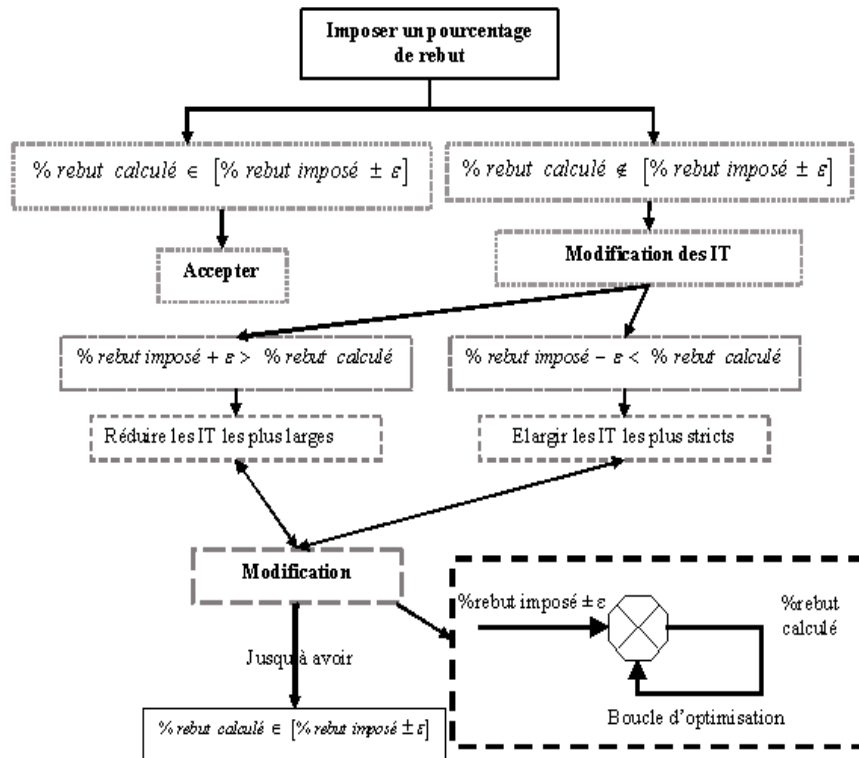 Imposer un pourcentage
de rebut
% rebut calculé ∈ [% rebut imposé ± ε]
% rebut calculé ∉ [% rebut imposé ± ε]
Accepter
Modification des IT
% rebut imposé + ε > % rebut calculé
% rebut imposé − ε < % rebut calculé
Réduire les IT les plus larges
Elargir les IT les plus stricts
Modification
%rebut imposé ± ε
%rebut
calculé
Jusqu'à avoir
Boucle d'optimisation
% rebut calculé ∈ [% rebut imposé ± ε]